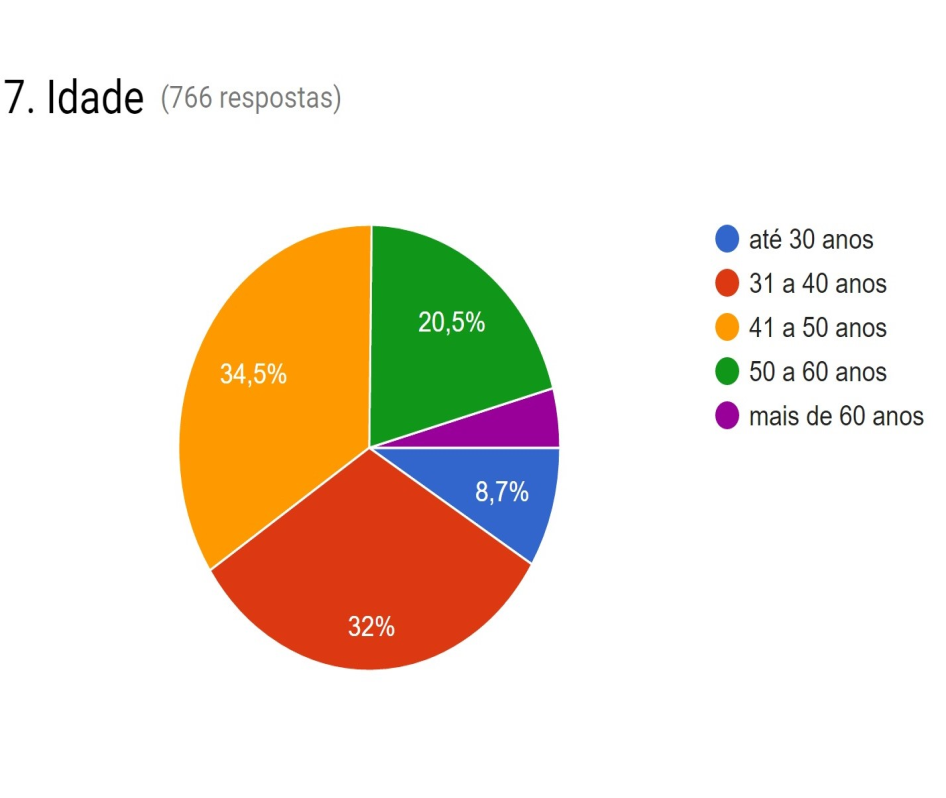 7. Idade (766 respostas)
até 30 anos
31 a 40 anos
41 a 50 anos
50 a 60 anos
mais de 60 anos
20,5%
34,5%
8,7%
32%